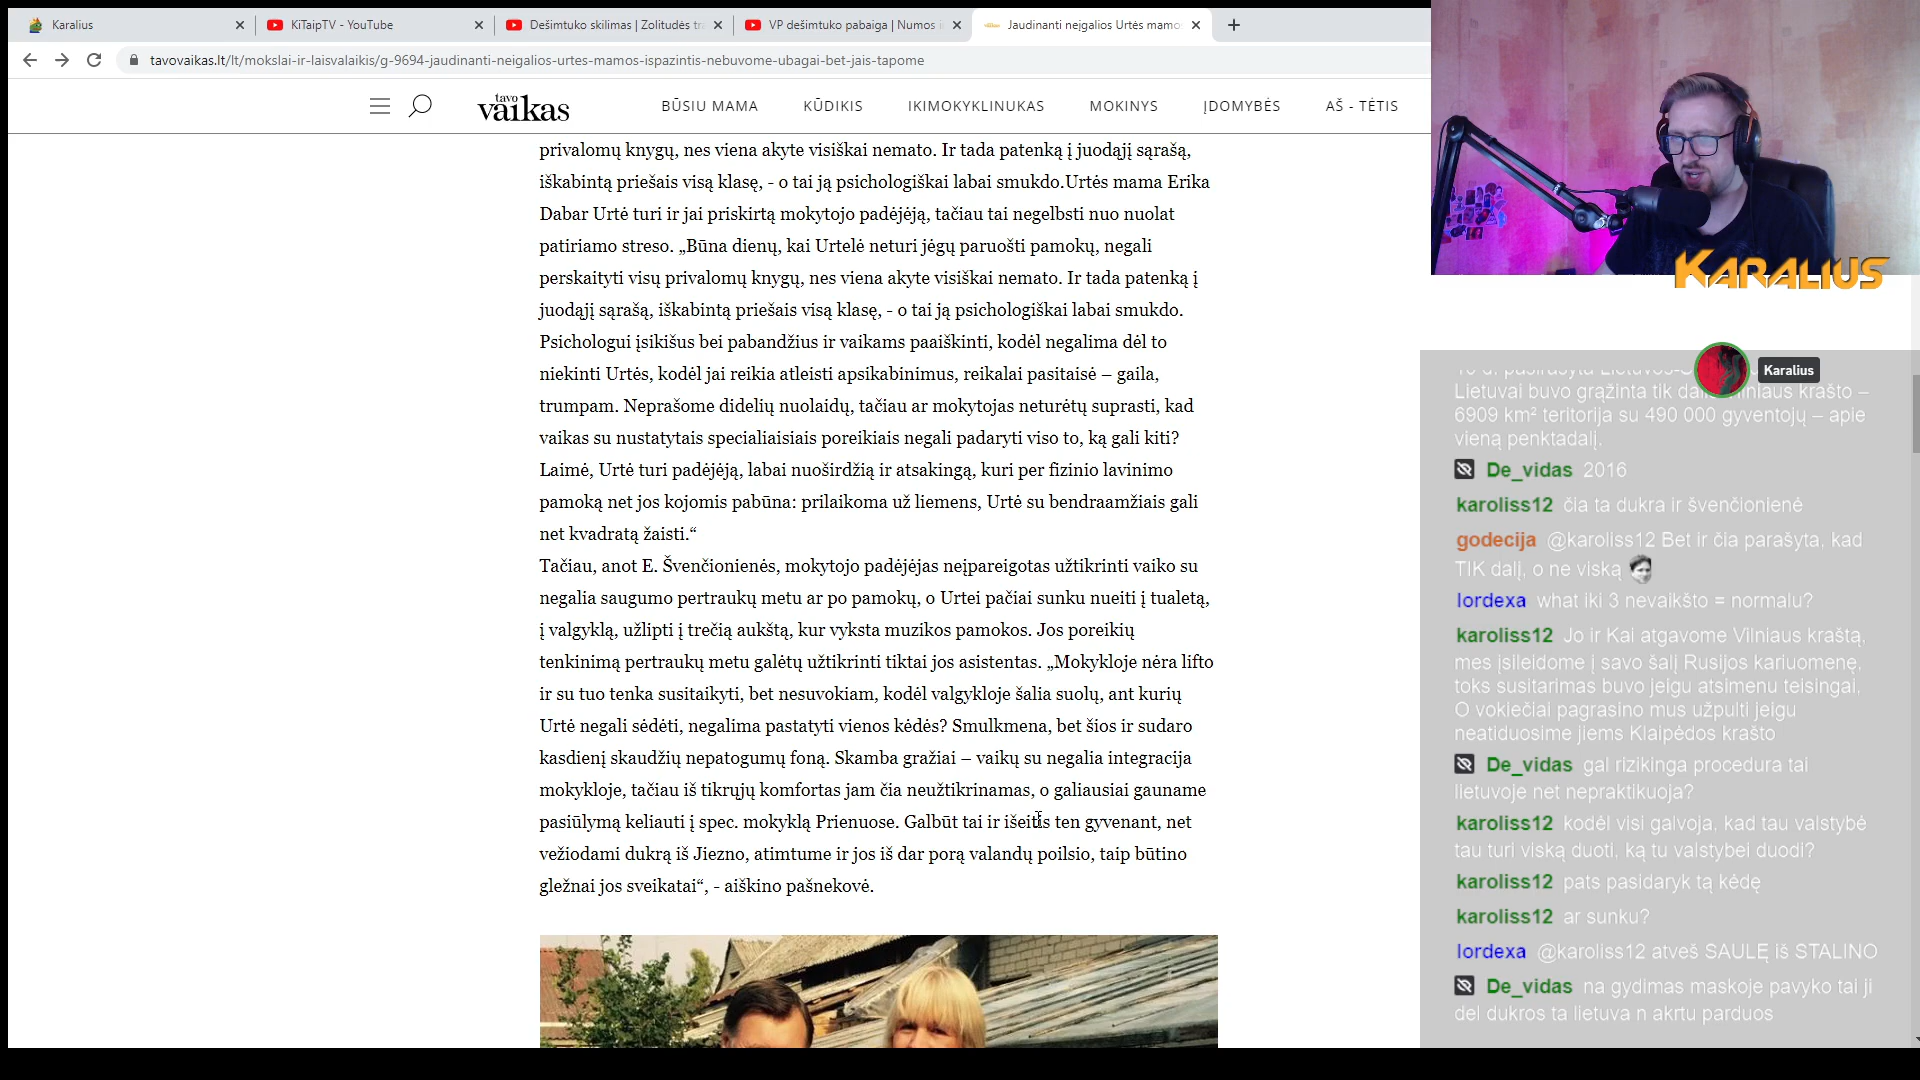 Karalius
KiTaipTV - YouTube
Dešimtuko skilimas | Zolitudės tr
VP dešimtuko pabaiga | Numos i
Jaudinanti neįgalios Urtės mamos
tavovaikas.lt/lt/mokslai-ir-laisvalaikis/g-9694-jaudinanti-neigalios-urtes-mamos-ispazintis-nebuvome-ubagai-bet-jais-tapome
tavo
vaikas
BŪSIU MAMA
KŪDIKIS
IKIMOKYKLINUKAS
MOKINYS
ĮDOMYBĖS
AŠ - TĖTIS
privalomų knygų, nes viena akyte visiškai nemato. Ir tada patenką į juodąjį sąrašą,
iškabintą priešais visą klasę, - o tai ją psichologiškai labai smukdo.Urtės mama Erika
Dabar Urtė turi ir jai priskirtą mokytojo padėjėją, tačiau tai negelbsti nuo nuolat
patiriamo streso. „Būna dienų, kai Urtelė neturi jėgų paruošti pamokų, negali
perskaityti visų privalomų knygų, nes viena akyte visiškai nemato. Ir tada patenką į
juodąjį sąrašą, iškabintą priešais visą klasę, - o tai ją psichologiškai labai smukdo.
Psichologui įsikišus bei pabandžius ir vaikams paaiškinti, kodėl negalima dėl to
niekinti Urtės, kodėl jai reikia atleisti apsikabinimus, reikalai pasitaisė – gaila,
trumpam. Neprašome didelių nuolaidų, tačiau ar mokytojas neturėtų suprasti, kad
vaikas su nustatytais specialiaisiais poreikiais negali padaryti viso to, ką gali kiti?
Laimė, Urtė turi padėjėją, labai nuoširdžią ir atsakingą, kuri per fizinio lavinimo
pamoką net jos kojomis pabūna: prilaikoma už liemens, Urtė su bendraamžiais gali
net kvadratą žaisti.“
Tačiau, anot E. Švenčionienės, mokytojo padėjėjas neįpareigotas užtikrinti vaiko su
negalia saugumo pertraukų metu ar po pamokų, o Urtei pačiai sunku nueiti į tualetą,
į valgyklą, užlipti į trečią aukštą, kur vyksta muzikos pamokos. Jos poreikių
tenkinimą pertraukų metu galėtų užtikrinti tiktai jos asistentas. „Mokykloje nėra lifto
ir su tuo tenka susitaikyti, bet nesuvokiam, kodėl valgykloje šalia suolų, ant kurių
Urtė negali sėdėti, negalima pastatyti vienos kėdės? Smulkmena, bet šios ir sudaro
kasdienį skaudžių nepatogumų foną. Skamba gražiai – vaikų su negalia integracija
mokykloje, tačiau iš tikrųjų komfortas jam čia neužtikrinamas, o galiausiai gauname
pasiūlymą keliauti į spec. mokyklą Prienuose. Galbūt tai ir išeitis ten gyvenant, net
vežiodami dukrą iš Jiezno, atimtume ir jos iš dar porą valandų poilsio, taip būtino
gležnai jos sveikatai“, - aiškino pašnekovė.
KARALIUS
Karalius
Lietuvai buvo grąžinta tik
krašto –
6909 km² teritorija su 490 000 gyventojų – apie
vieną penktadalį.
De_vidas 2016
karoliss12 čia ta dukra ir švenčionienė
godecija @karoliss12 Bet ir čia parašyta, kad
TIK dalį, o ne viską
lordexa what iki 3 nevaikšto = normalu?
karoliss12 Jo ir Kai atgavome Vilniaus kraštą,
mes įsileidome į savo šalį Rusijos kariuomenę,
toks susitarimas buvo jeigu atsimenu teisingai,
O vokiečiai pagrasino mus užpulti jeigu
neatiduosime jiems Klaipėdos krašto
De_vidas gal rizikinga procedura tai
lietuvoje net nepraktikuoja?
karoliss12 kodėl visi galvoja, kad tau valstybė
tau turi viską duoti, ką tu valstybei duodi?
karoliss12 pats pasidaryk tą kėdę
karoliss12 ar sunku?
lordexa @karoliss12 atveš SAULĘ iš STALINO
De_vidas na gydimas maskoje pavyko tai ji
del dukros ta lietuva n akrtu parduos